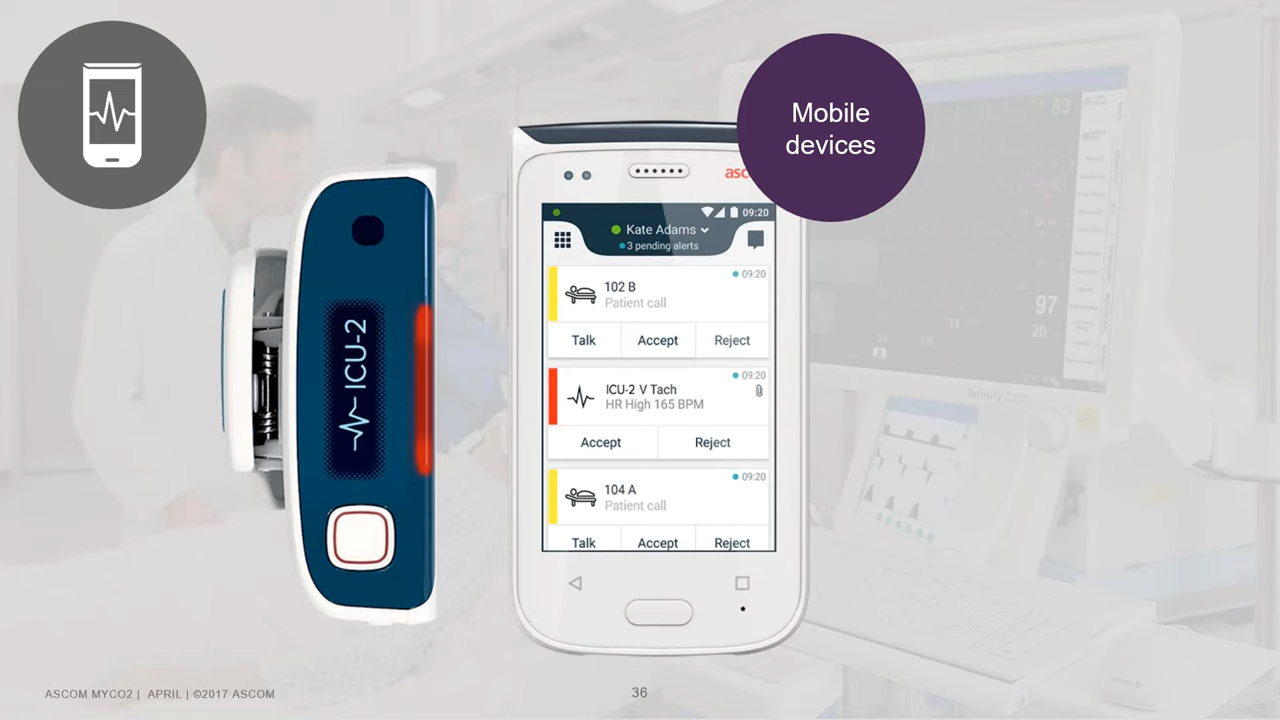 Mobile
devices
asc
09:20
Kate Adams
3 pending alerts
09:20
102 B
Patient call
Talk Accept Reject
09:20
ICU-2 V Tach
HR High 165 BPM
Accept Reject
09:20
104 A
Patient call
Talk Accept Reject
ICU-2
83
97
20
Infinity C700
ASCOM MYCO2 | APRIL | ©2017 ASCOM
36